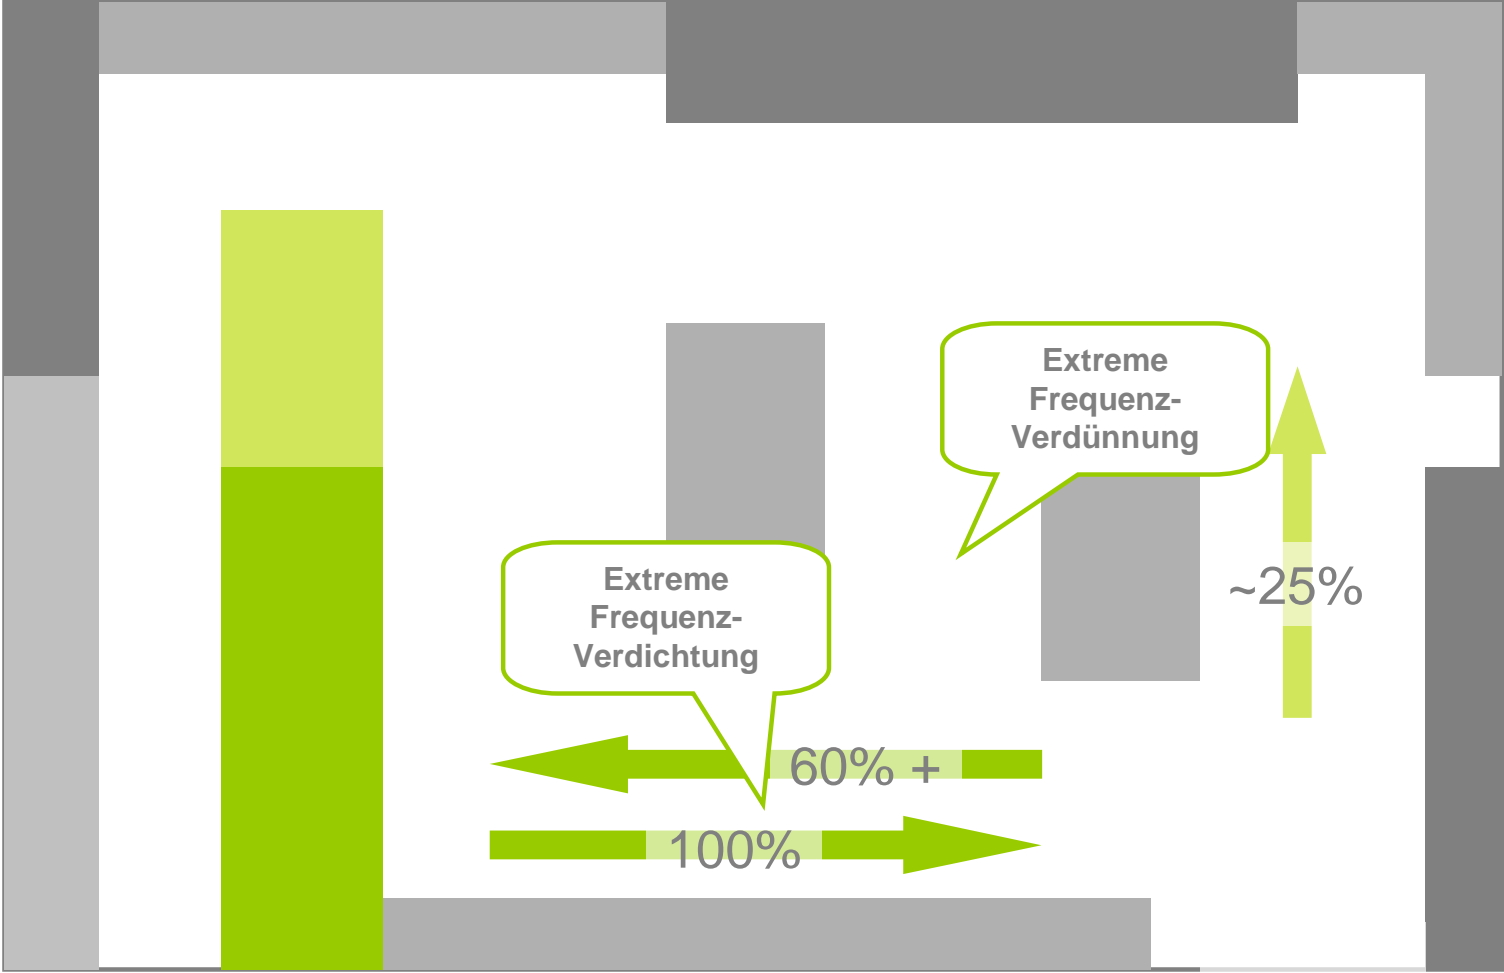 Extreme
Frequenz-
Verdünnung
Extreme
Frequenz-
Verdichtung
~25%
60% +
100%